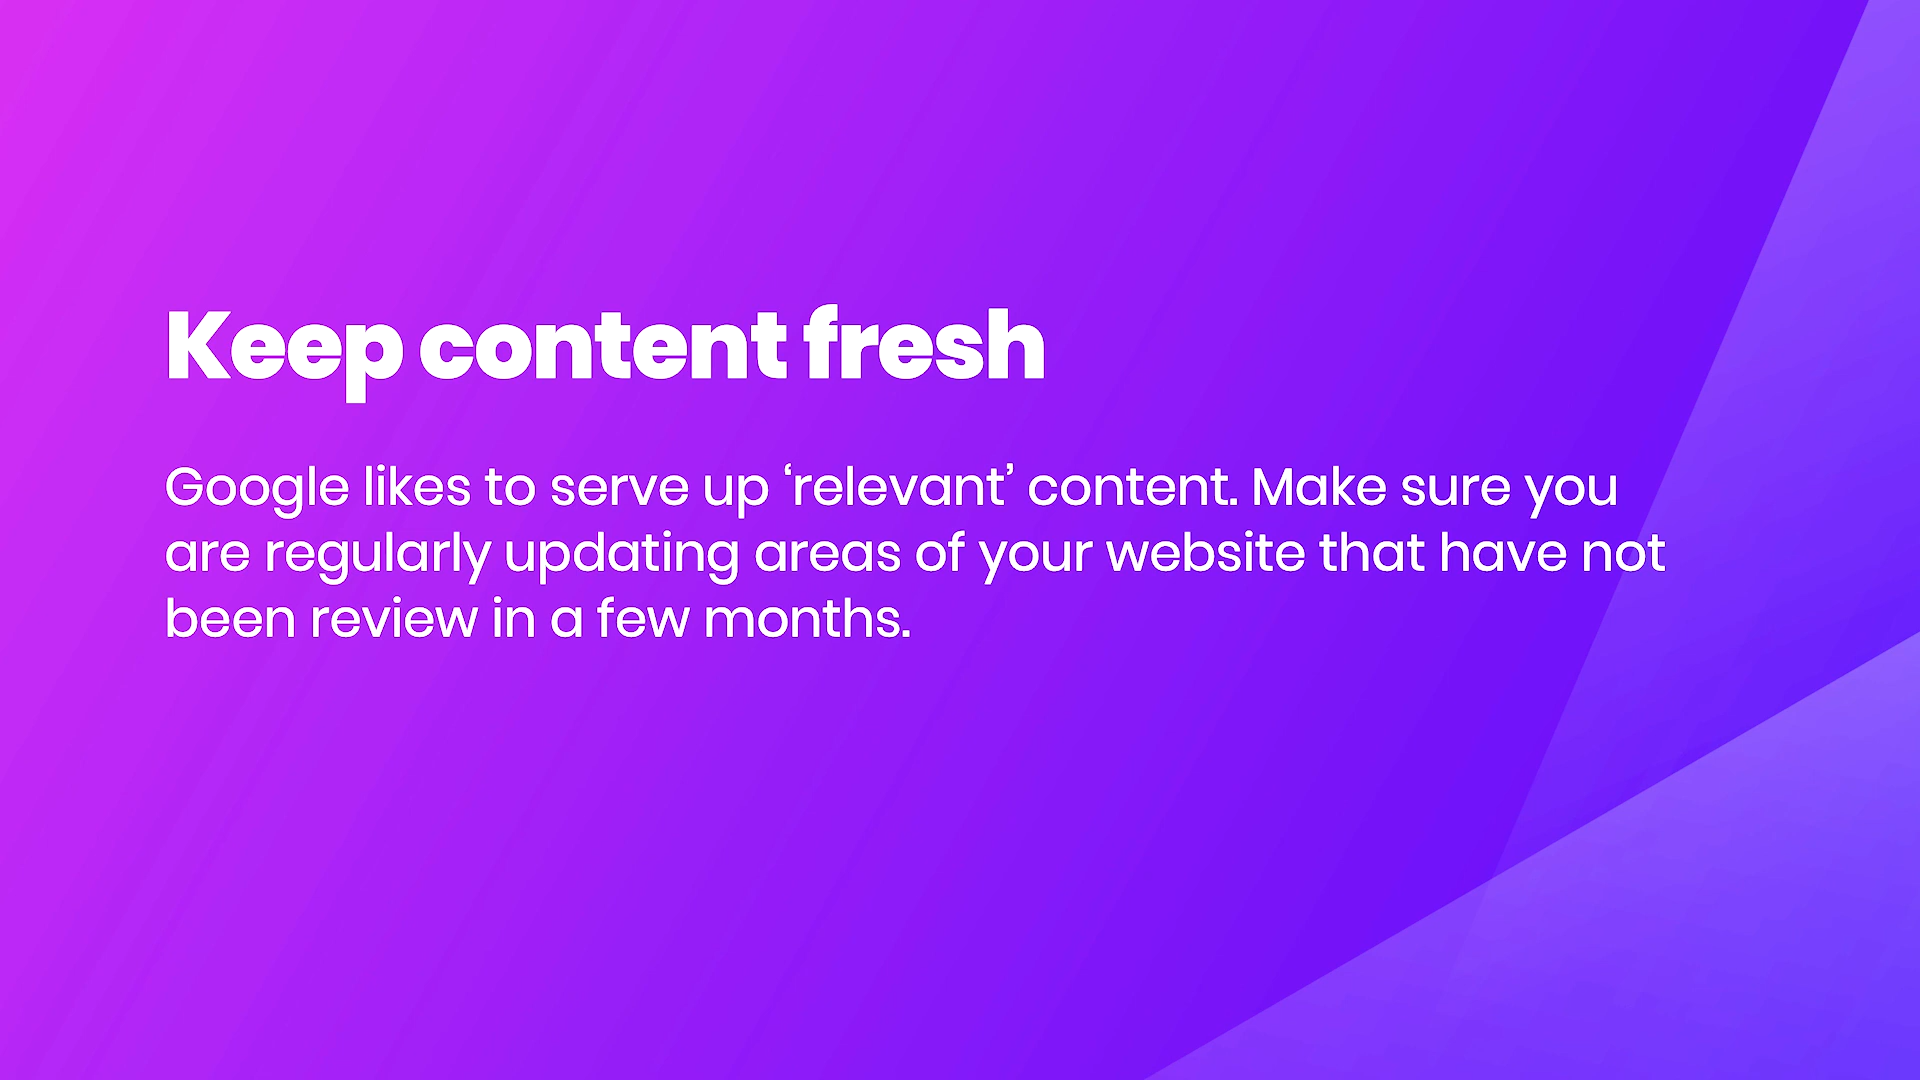 Keep content fresh
Google likes to serve up ‘relevant’ content. Make sure you
are regularly updating areas of your website that have not
been review in a few months.